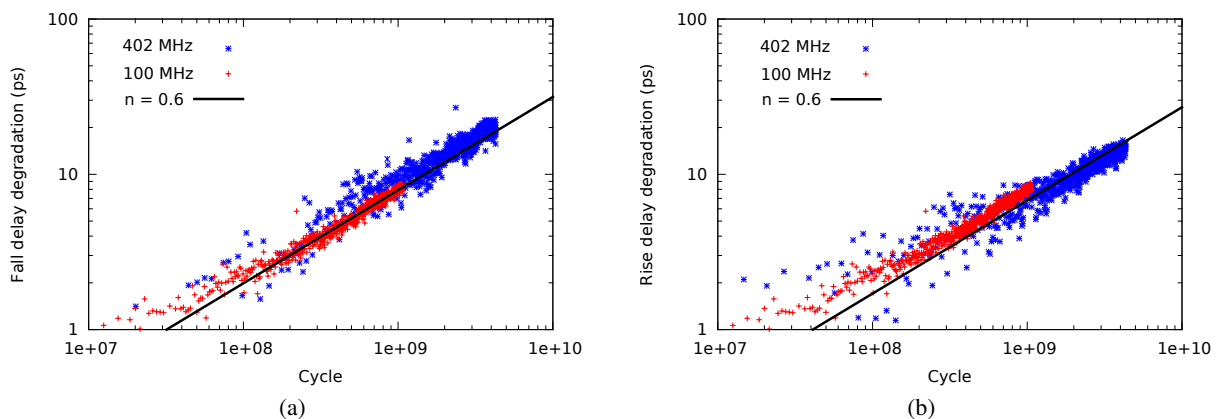 100
10
1
Fall delay degradation (ps)
402 MHz
100 MHz
n = 0.6
1e+07 1e+08 1e+09 1e+10
Cycle
(a)
100
10
1
Rise delay degradation (ps)
402 MHz
100 MHz
n = 0.6
1e+07 1e+08 1e+09 1e+10
Cycle
(b)